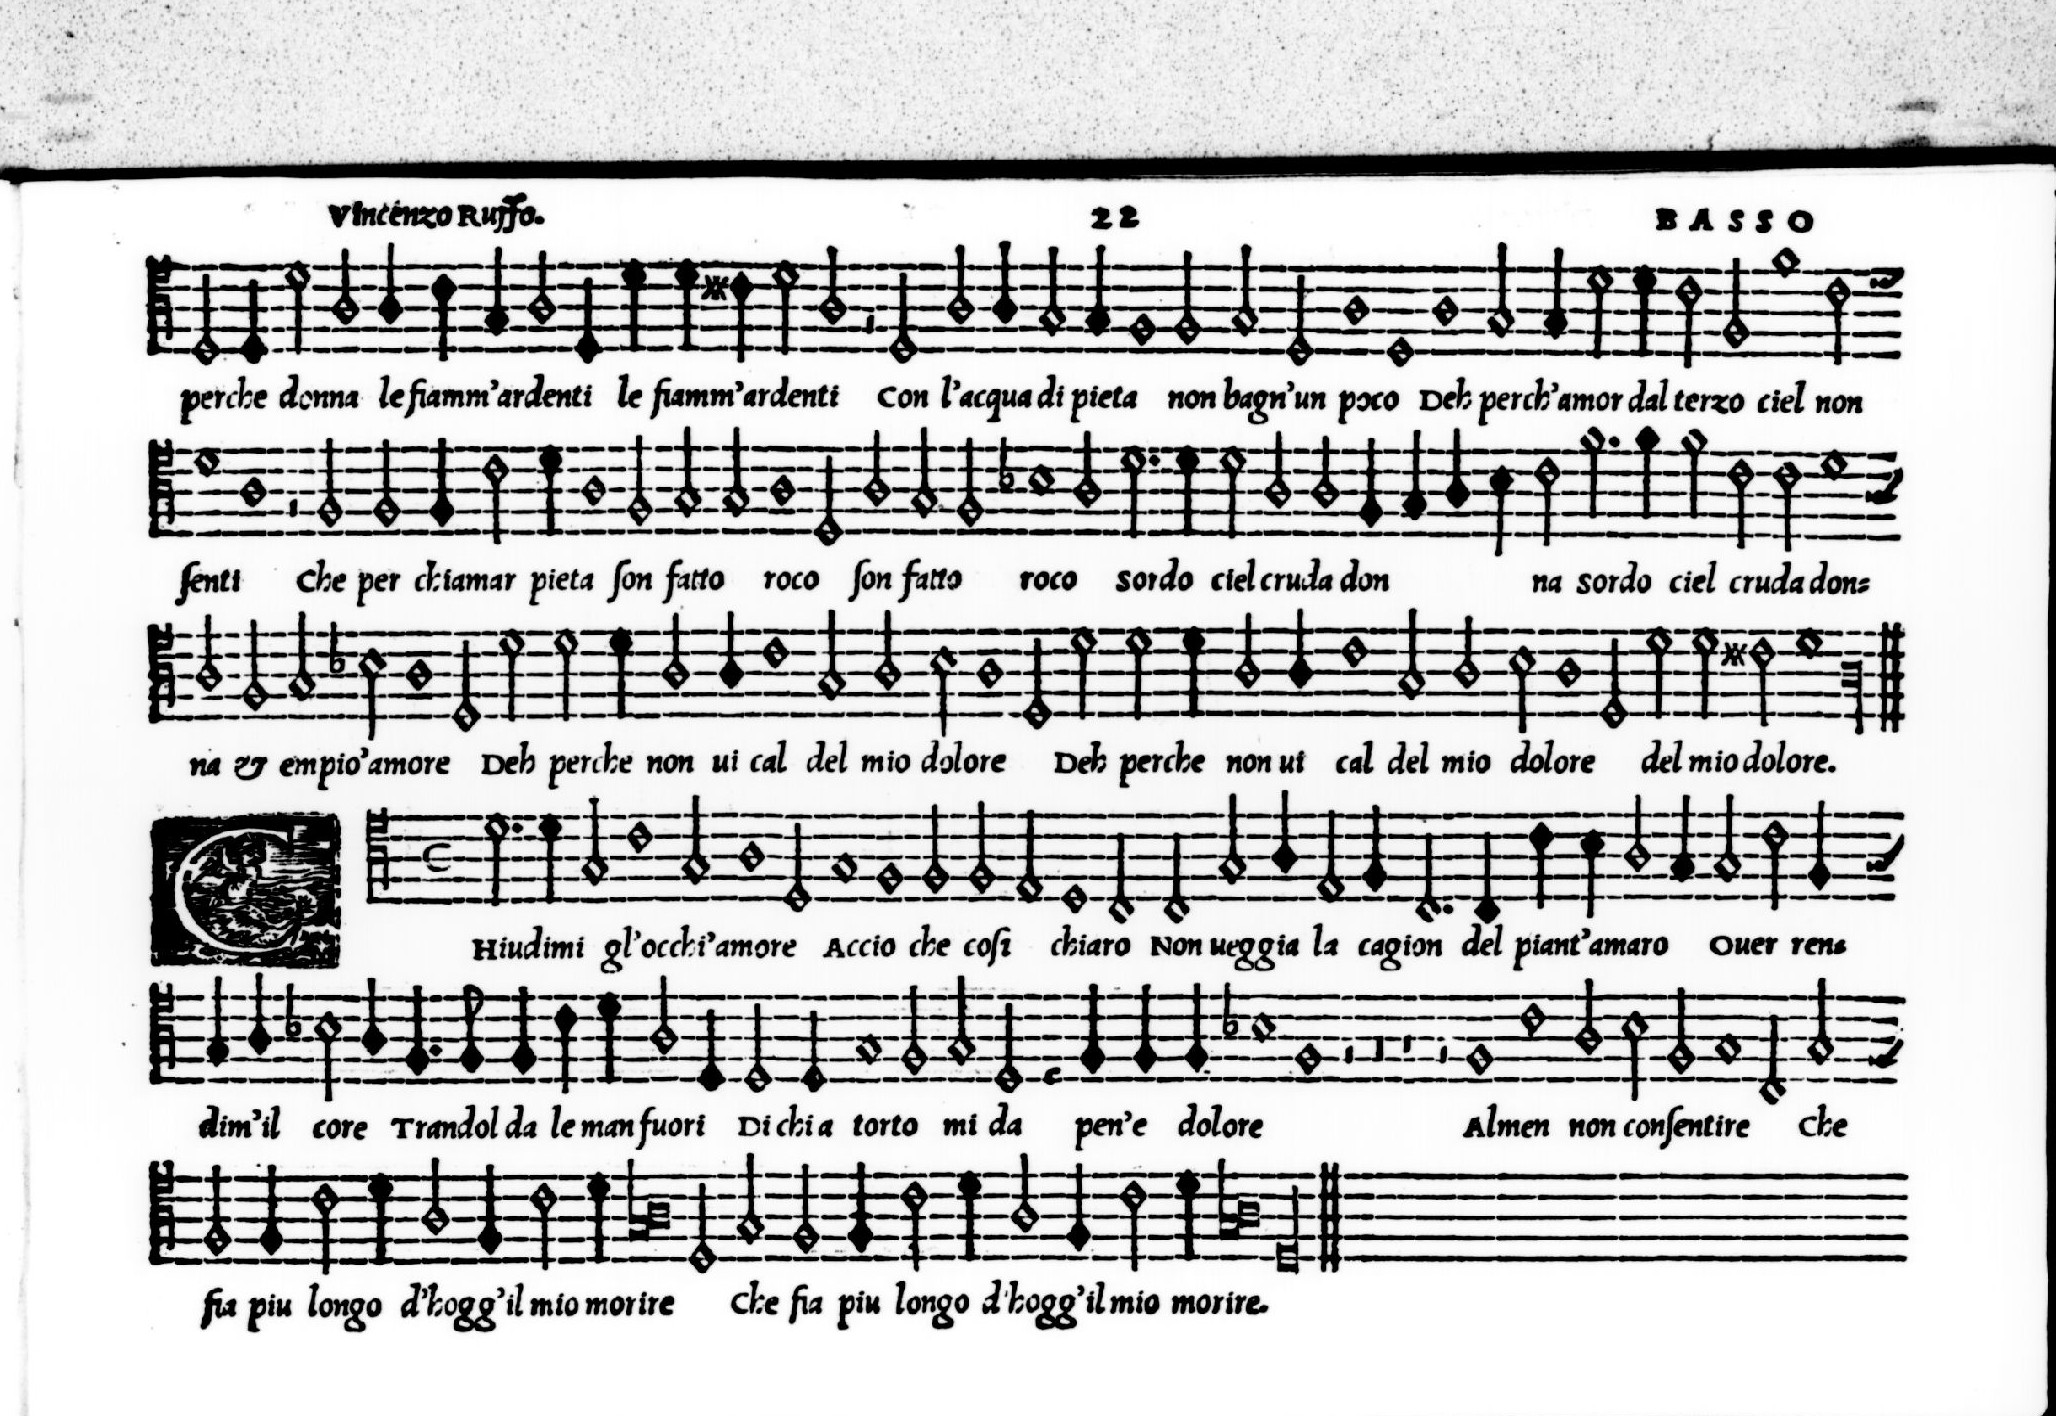 Vincenzo Ruffo. 22 BASSO
perche donna le fiamm'ardenti le fiamm'ardenti Con l'acqua di pieta non bagn'un poco Deh perch'amor dal terzo ciel non
ſenti Che per chiamar pieta ſon fatto roco ſon fatto roco sordo ciel cruda don na sordo ciel cruda don=
na & empio'amore Deh perche non ui cal del mio dolore Deh perche non ui cal del mio dolore del mio dolore.
CHiudimi gl'occhi'amore Accio che coſi chiaro Non ueggia la cagion del piant'amaro Ouer ren=
dim'il core Trandol da le man fuori Di chi a torto mi da pen'e dolore Almen non conſentire Che
fia piu longo d'hogg'il mio morire Che fia piu longo d'hogg'il mio morire.